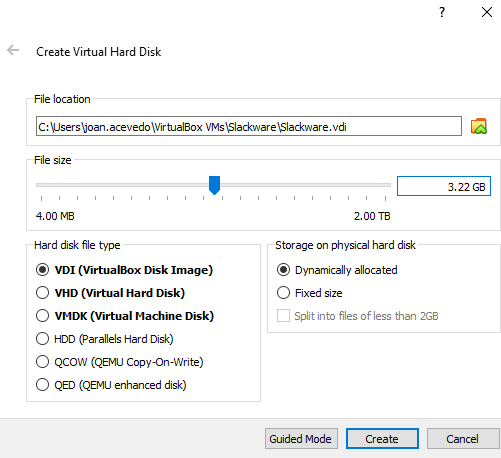 ?
Create Virtual Hard Disk
File location
C:\Users\joan.acevedo\VirtualBox VMs\Slackware\Slackware.vdi
File size
3.22 GB
4.00 MB 2.00 TB
Hard disk file type
VDI (VirtualBox Disk Image)
VHD (Virtual Hard Disk)
VMDK (Virtual Machine Disk)
HDD (Parallels Hard Disk)
QCOW (QEMU Copy-On-Write)
QED (QEMU enhanced disk)
Storage on physical hard disk
Dynamically allocated
Fixed size
Split into files of less than 2GB
Guided Mode Create Cancel